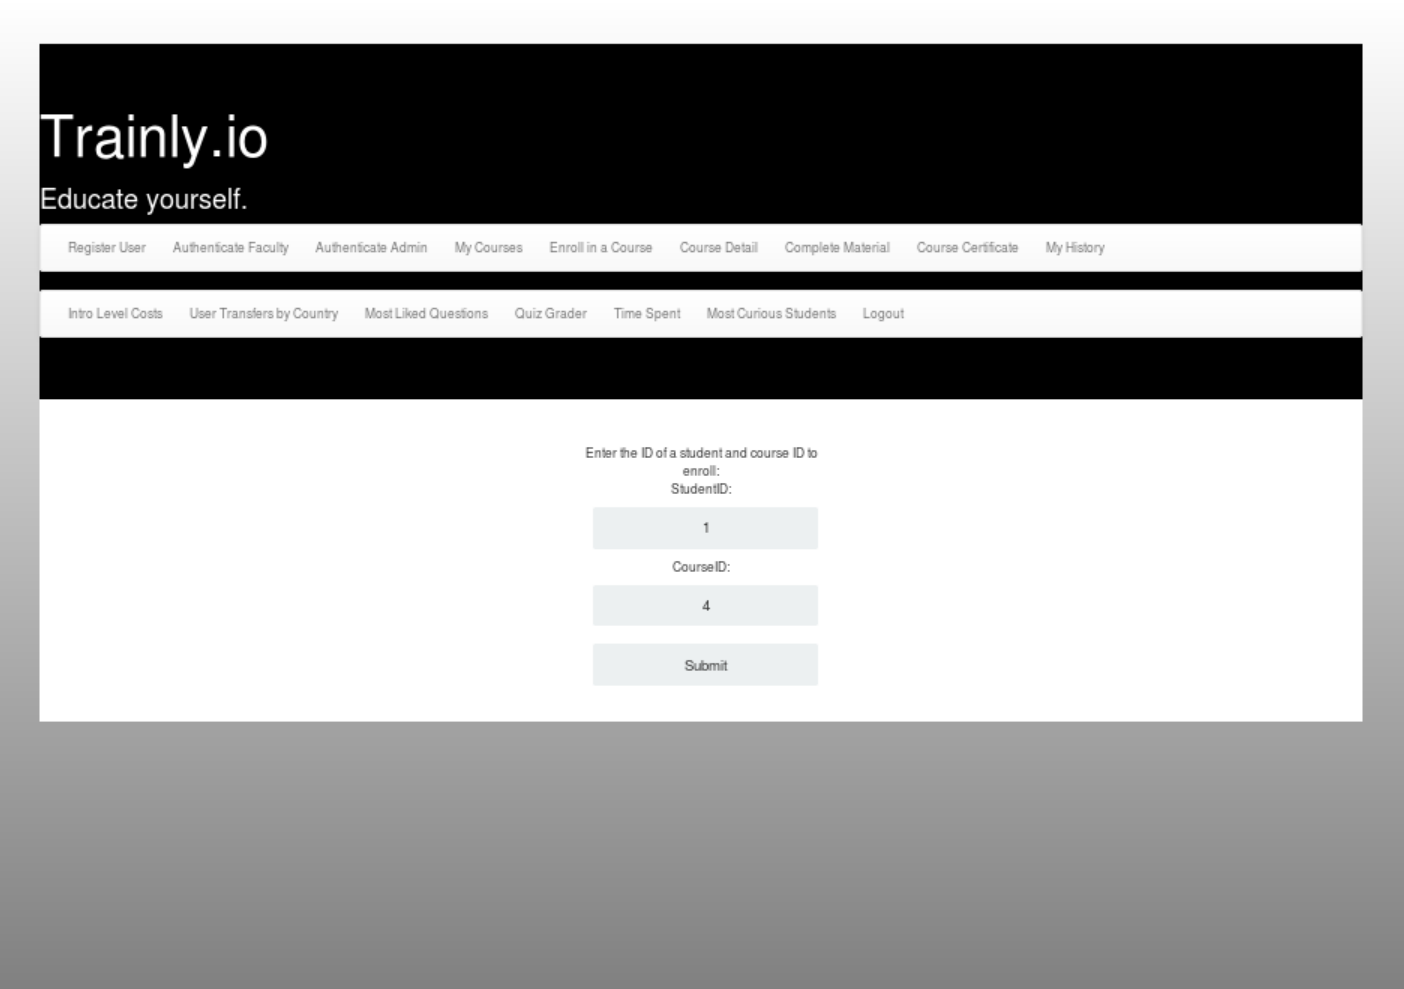 Trainly.io
Educate yourself.
Register User Authenticate Faculty Authenticate Admin My Courses Enroll in a Course Course Detail Complete Material Course Certificate My History
Intro Level Costs User Transfers by Country Most Liked Questions Quiz Grader Time Spent Most Curious Students Logout
Enter the ID of a student and course ID to
enroll:
StudentID:
1
CourseID:
4
Submit